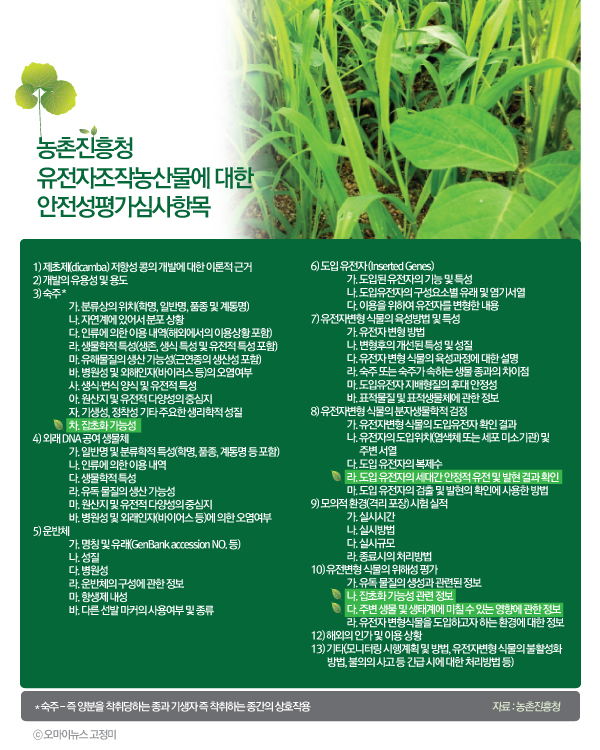 농촌진흥청
유전자조작농산물에 대한
안전성평가심사항목
1) 제초제(dicamba) 저항성 콩의 개발에 대한 이론적 근거
2) 개발의 유용성 및 용도
3) 숙주*
가. 분류상의 위치(학명, 일반명, 품종 및 계통명)
나. 자연계에 있어서 분포 상황
다. 인류에 의한 이용 내역(해외에서의 이용상황 포함)
라. 생물학적 특성(생존, 생식 특성 및 유전적 특성 포함)
마. 유해물질의 생산 가능성(근연종의 생산성 포함)
바. 병원성 및 외래인자(바이러스 등)의 오염여부
사. 생식·번식 양식 및 유전적 특성
아. 원산지 및 유전적 다양성의 중심지
자. 기생성, 정착성 기타 주요한 생리학적 성질
차. 잡초화 가능성
4) 외래 DNA 공여 생물체
가. 일반명 및 분류학적 특성(학명, 품종, 계통명 등 포함)
나. 인류에 의한 이용 내역
다. 생물학적 특성
라. 유독 물질의 생산 가능성
마. 원산지 및 유전적 다양성의 중심지
바. 병원성 및 외래인자(바이어스 등)에 의한 오염여부
5) 운반체
가. 명칭 및 유래(GenBank accession NO. 등)
나. 성질
다. 병원성
라. 운반체의 구성에 관한 정보
마. 항생제 내성
바. 다른 선발 마커의 사용여부 및 종류
6) 도입 유전자 (Inserted Genes)
가. 도입된 유전자의 기능 및 특성
나. 도입유전자의 구성요소별 유래 및 염기서열
다. 이용을 위하여 유전자를 변형한 내용
7) 유전자변형 식물의 육성방법 및 특성
가. 유전자 변형 방법
나. 변형후의 개선된 특성 및 성질
다. 유전자 변형 식물의 육성과정에 대한 설명
라. 숙주 또는 숙주가 속하는 생물 종과의 차이점
마. 도입유전자 지배형질의 후대 안정성
바. 표적물질 및 표적생물체에 관한 정보
8) 유전자변형 식물의 분자생물학적 검정
가. 유전자변형 식물의 도입유전자 확인 결과
나. 유전자의 도입위치(염색체 또는 세포 미소기관) 및
주변 서열
다. 도입 유전자의 복제수
라. 도입 유전자의 세대간 안정적 유전 및 발현 결과 확인
마. 도입 유전자의 검출 및 발현의 확인에 사용한 방법
9) 모의적 환경(격리 포장) 시험 실적
가. 실시시간
나. 실시방법
다. 실시규모
라. 종료시의 처리방법
10) 유전변형 식물의 위해성 평가
가. 유독 물질의 생성과 관련된 정보
나. 잡초화 가능성 관련 정보
다. 주변 생물 및 생태계에 미칠 수 있는 영향에 관한 정보
라. 유전자 변형식물을 도입하고자 하는 환경에 대한 정보
12) 해외의 인가 및 이용 상황
13) 기타(모니터링 시행계획 및 방법, 유전자변형 식물의 불활성화
방법, 불의의 사고 등 긴급 시에 대한 처리방법 등)
* 숙주 – 즉 양분을 착취당하는 종과 기생자 즉 착취하는 종간의 상호작용
자료 : 농촌진흥청
ⓒ 오마이뉴스 고정미